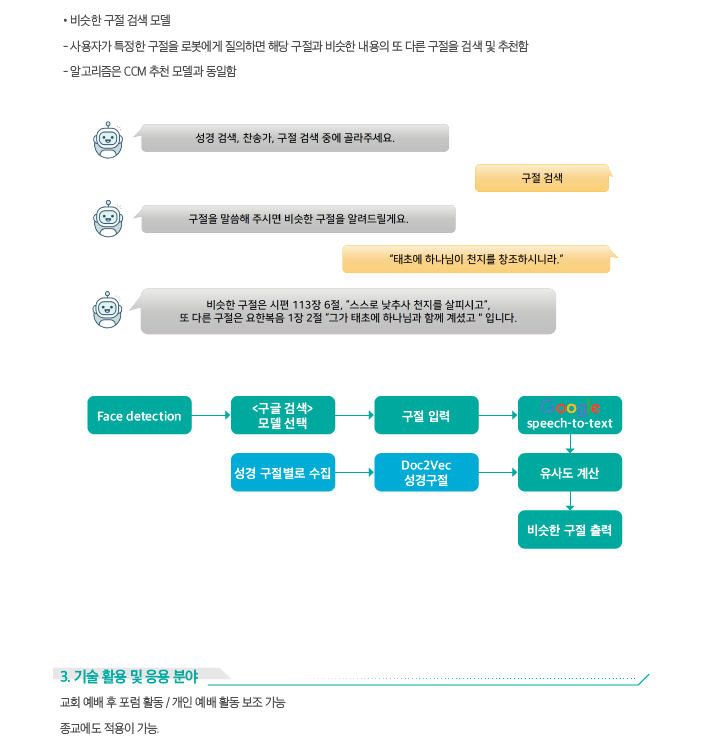 • 비슷한 구절 검색 모델
- 사용자가 특정한 구절을 로봇에게 질의하면 해당 구절과 비슷한 내용의 또 다른 구절을 검색 및 추천함
- 알고리즘은 CCM 추천 모델과 동일함
성경 검색, 찬송가, 구절 검색 중에 골라주세요.
구절 검색
구절을 말씀해 주시면 비슷한 구절을 알려드릴게요.
“태초에 하나님이 천지를 창조하시니라.”
비슷한 구절은 시편 113장 6절, “스스로 낮추사 천지를 살피시고”,
또 다른 구절은 요한복음 1장 2절 “그가 태초에 하나님과 함께 계셨고 " 입니다.
Face detection
<구글 검색>
모델 선택
구절 입력
Google
speech-to-text
성경 구절별로 수집
Doc2Vec
성경구절
유사도 계산
비슷한 구절 출력
3. 기술 활용 및 응용 분야
교회 예배 후 포럼 활동 / 개인 예배 활동 보조 가능
종교에도 적용이 가능.